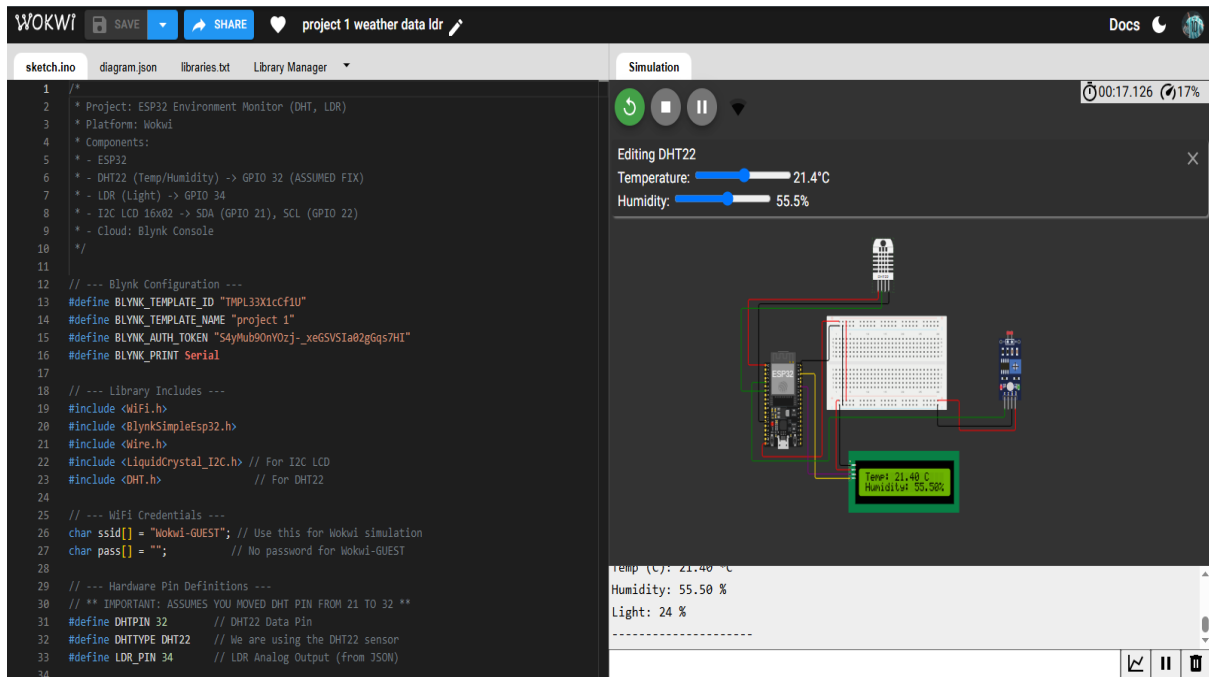 WOKWI SAVE SHARE project 1 weather data ldr Docs
sketch.ino diagram.json libraries.txt Library Manager
1 /*
2 * Project: ESP32 Environment Monitor (DHT, LDR)
3 * Platform: Wokwi
4 * Components:
5 * - ESP32
6 * - DHT22 (Temp/Humidity) -> GPIO 32 (ASSUMED FIX)
7 * - LDR (Light) -> GPIO 34
8 * - I2C LCD 16x02 -> SDA (GPIO 21), SCL (GPIO 22)
9 * - Cloud: Blynk Console
10 */
11
12 // --- Blynk Configuration ---
13 #define BLYNK_TEMPLATE_ID "TMPL33X1cCf1U"
14 #define BLYNK_TEMPLATE_NAME "project 1"
15 #define BLYNK_AUTH_TOKEN "S4yMub9OnYOzj-_xeGSVSIa02gGqs7HI"
16 #define BLYNK_PRINT Serial
17
18 // --- Library Includes ---
19 #include <WiFi.h>
20 #include <BlynkSimpleEsp32.h>
21 #include <Wire.h>
22 #include <LiquidCrystal_I2C.h> // For I2C LCD
23 #include <DHT.h> // For DHT22
24
25 // --- WiFi Credentials ---
26 char ssid[] = "Wokwi-GUEST"; // Use this for Wokwi simulation
27 char pass[] = ""; // No password for Wokwi-GUEST
28
29 // --- Hardware Pin Definitions ---
30 // ** IMPORTANT: ASSUMES YOU MOVED DHT PIN FROM 21 TO 32 **
31 #define DHTPIN 32 // DHT22 Data Pin
32 #define DHTTYPE DHT22 // We are using the DHT22 sensor
33 #define LDR_PIN 34 // LDR Analog Output (from JSON)
34
Simulation
00:17.126 17%
Editing DHT22
Temperature: 21.4°C
Humidity: 55.5%
ESP32
Temp: 21.40 C
Humidity: 55.50%
Temp (C): 21.40 °C
Humidity: 55.50 %
Light: 24 %
---------------------